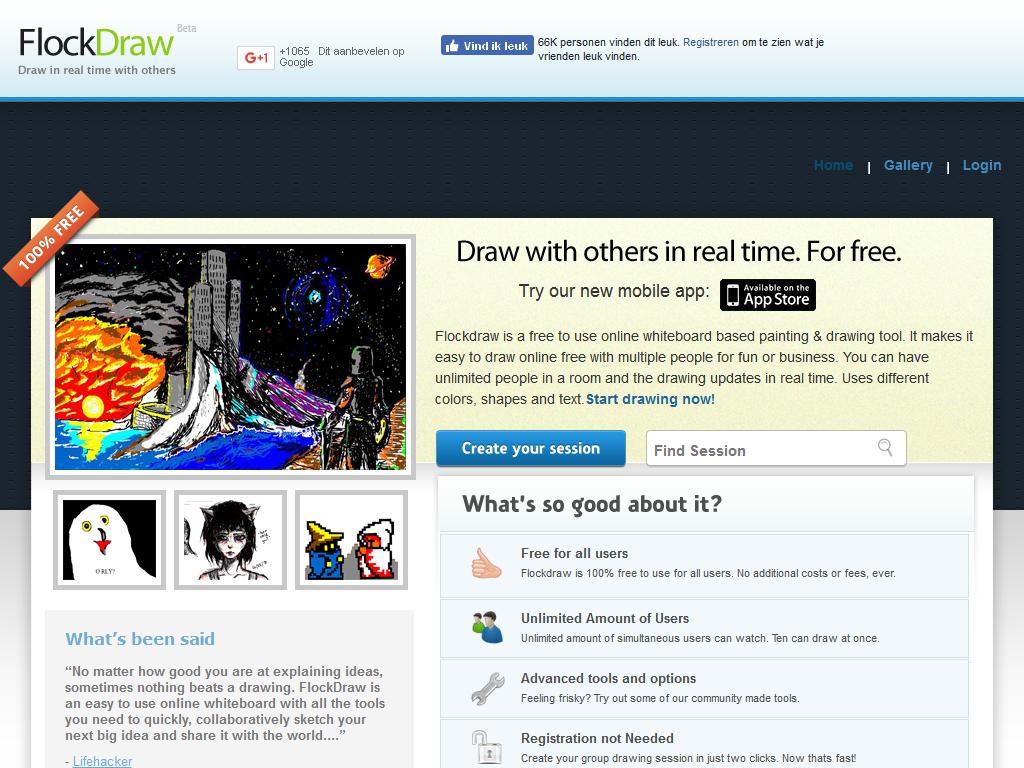 FlockDraw Beta
Draw in real time with others
G+1
+1065 Dit aanbevelen op
Google
Vind ik leuk
66K personen vinden dit leuk. Registreren om te zien wat je
vrienden leuk vinden.
Home | Gallery | Login
100% FREE
Draw with others in real time. For free.
Try our new mobile app:
Available on the
App Store
Flockdraw is a free to use online whiteboard based painting & drawing tool. It makes it
easy to draw online free with multiple people for fun or business. You can have
unlimited people in a room and the drawing updates in real time. Uses different
colors, shapes and text.Start drawing now!
Create your session
Find Session
O RLY?
What's so good about it?
Free for all users
Flockdraw is 100% free to use for all users. No additional costs or fees, ever.
Unlimited Amount of Users
Unlimited amount of simultaneous users can watch. Ten can draw at once.
Advanced tools and options
Feeling frisky? Try out some of our community made tools.
Registration not Needed
Create your group drawing session in just two clicks. Now thats fast!
What's been said
“No matter how good you are at explaining ideas,
sometimes nothing beats a drawing. FlockDraw is
an easy to use online whiteboard with all the tools
you need to quickly, collaboratively sketch your
next big idea and share it with the world....”
- Lifehacker